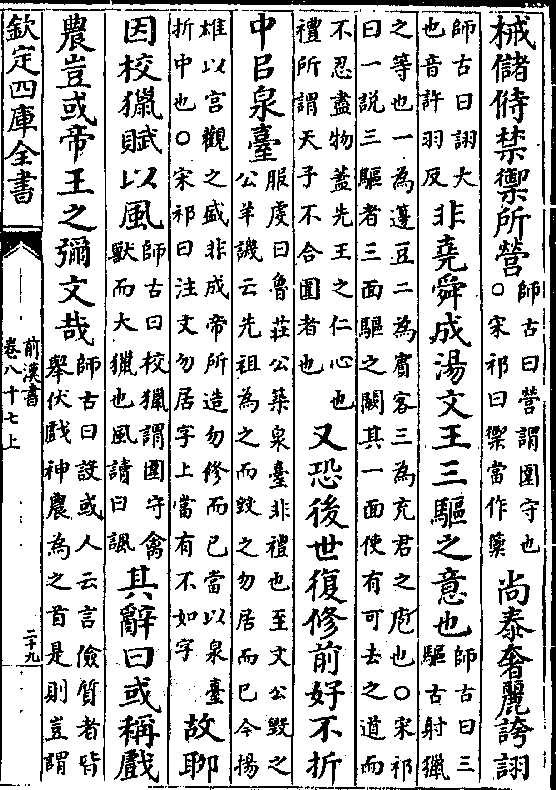 械儲偫禁禦所營師古曰營謂圍守也○宋祁曰禦當作籞尚泰奢麗誇詡
師古曰詡大也音許羽反非堯舜成湯文王三驅之意也師古曰三驅古射獵
之等也一為籩豆二為賓客三為充君之庖也○宋祁曰一說三驅者三面驅之闕其一面使有可去之道而
不忍盡物蓋先王之仁心也禮所謂天子不合圍者也又恐後世復修前好不折
中㠯泉臺服虔曰魯莊公築泉臺非禮也至文公毀之公羊譏云先祖為之而毀之勿居而已今揚
雄以宮觀之盛非成帝所造勿修而已當以泉臺折中也○宋祁曰注文勿居字上當有不如字故聊
因校獵賦以風師古曰校獵謂圍守禽獸而大獵也風讀曰諷其辭曰或稱戲
農豈或帝王之彌文哉師古曰設或人云言儉質者皆舉伏戲神農為之首是則豈謂
欽定四庫全書
前漢書
卷八十七上
二十九